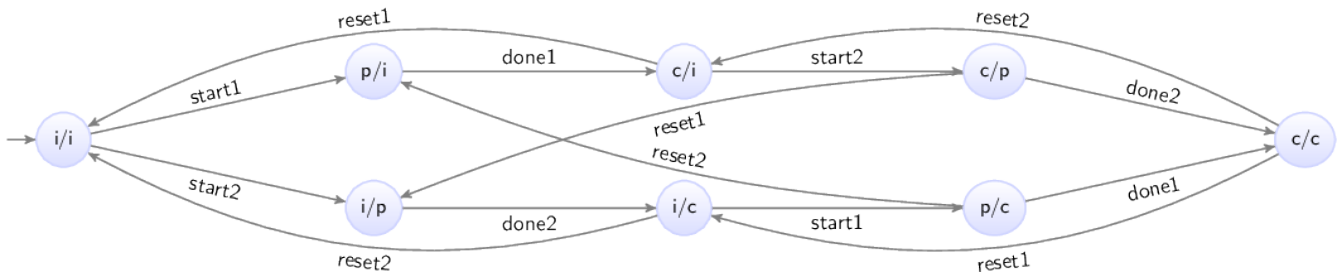 reset1
reset2
p/i
done1
c/i
start2
c/p
start1
done2
i/i
reset1
c/c
reset2
start2
i/p
done2
i/c
start1
p/c
done1
reset2
reset1